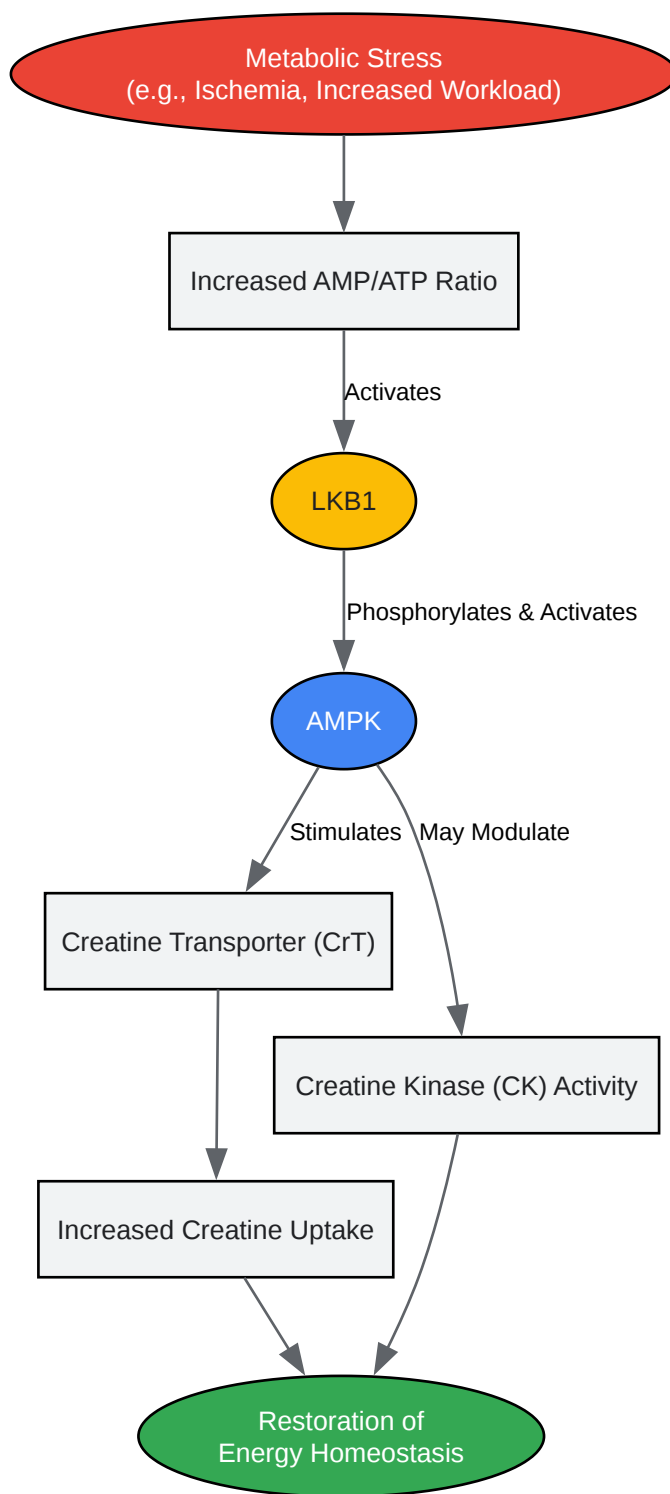 Metabolic Stress
(e.g., Ischemia, Increased Workload)
Increased AMP/ATP Ratio
Activates
LKB1
Phosphorylates & Activates
AMPK
Stimulates
May Modulate
Creatine Transporter (CrT)
Creatine Kinase (CK) Activity
Increased Creatine Uptake
Restoration of
Energy Homeostasis